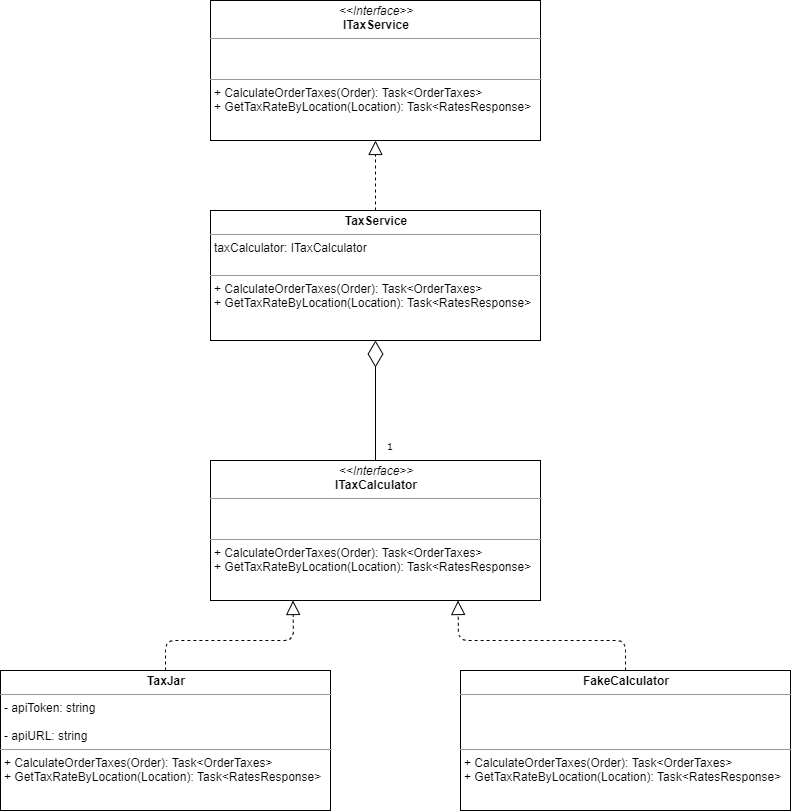 <<Interface>>
ITaxService
+ CalculateOrderTaxes(Order): Task<OrderTaxes>
+ GetTaxRateByLocation(Location): Task<RatesResponse>
TaxService
taxCalculator: ITaxCalculator
+ CalculateOrderTaxes(Order): Task<OrderTaxes>
+ GetTaxRateByLocation(Location): Task<RatesResponse>
1
<<Interface>>
ITaxCalculator
+ CalculateOrderTaxes(Order): Task<OrderTaxes>
+ GetTaxRateByLocation(Location): Task<RatesResponse>
TaxJar
- apiToken: string
- apiURL: string
+ CalculateOrderTaxes(Order): Task<OrderTaxes>
+ GetTaxRateByLocation(Location): Task<RatesResponse>
FakeCalculator
+ CalculateOrderTaxes(Order): Task<OrderTaxes>
+ GetTaxRateByLocation(Location): Task<RatesResponse>